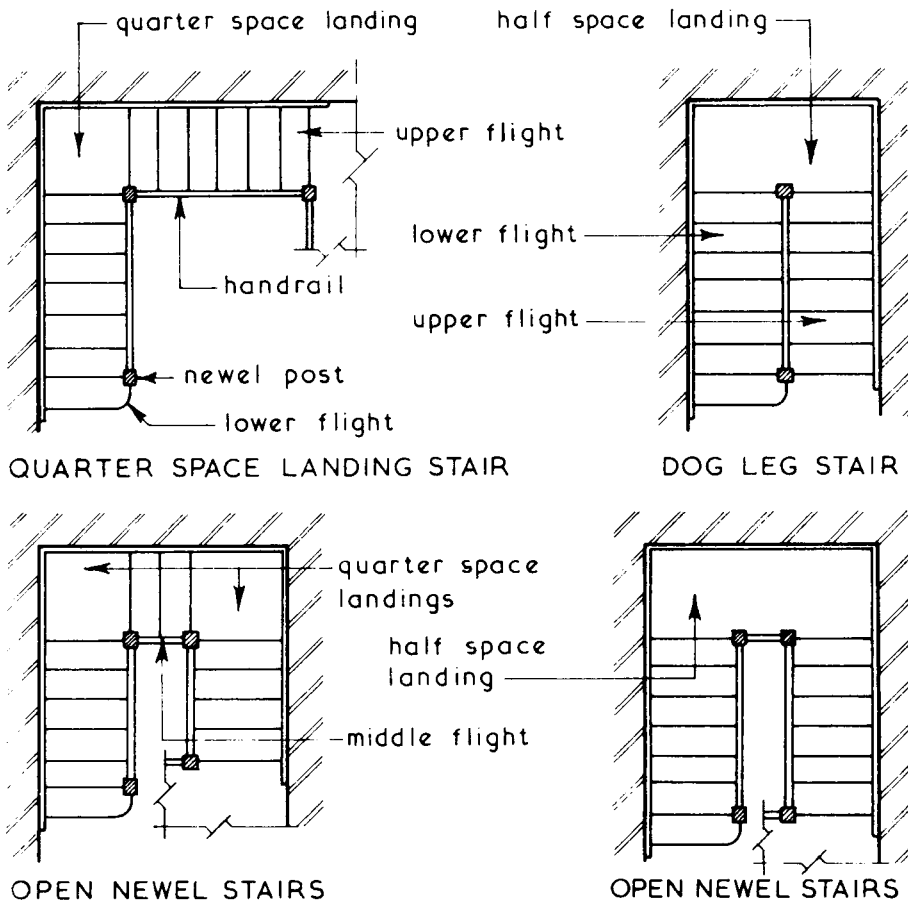 quarter space landing
half space landing
upper flight
lower flight
handrail
upper flight
newel post
lower flight
QUARTER SPACE LANDING STAIR
DOG LEG STAIR
quarter space
landings
half space
landing
middle flight
OPEN NEWEL STAIRS
OPEN NEWEL STAIRS